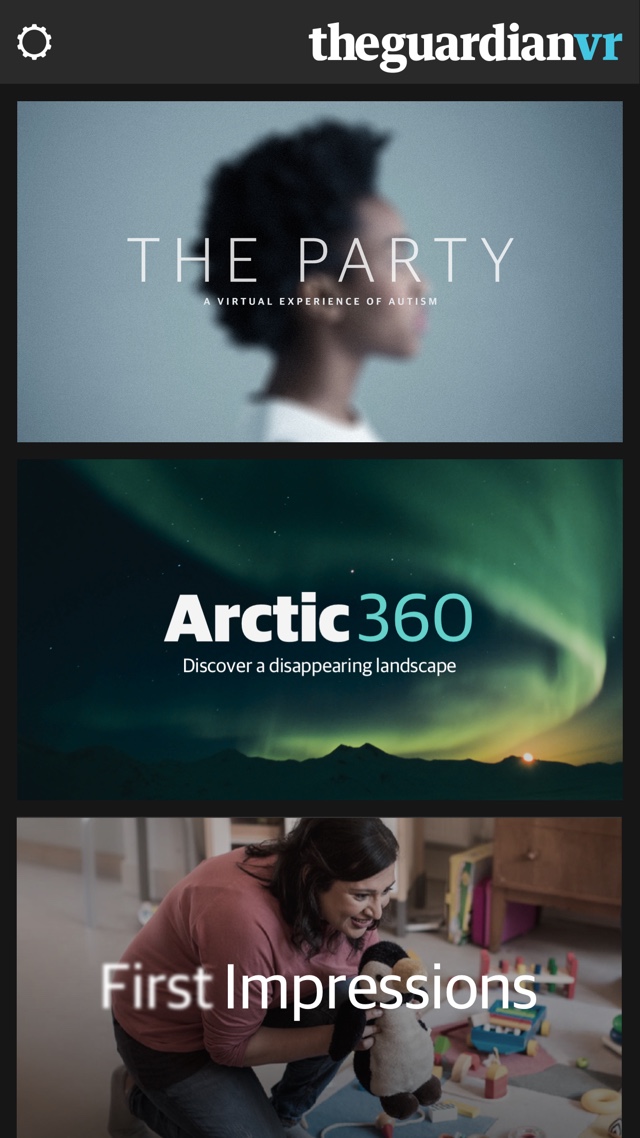 theguardianvr
THE PARTY
A VIRTUAL EXPERIENCE OF AUTISM
Arctic 360
Discover a disappearing landscape
First Impressions